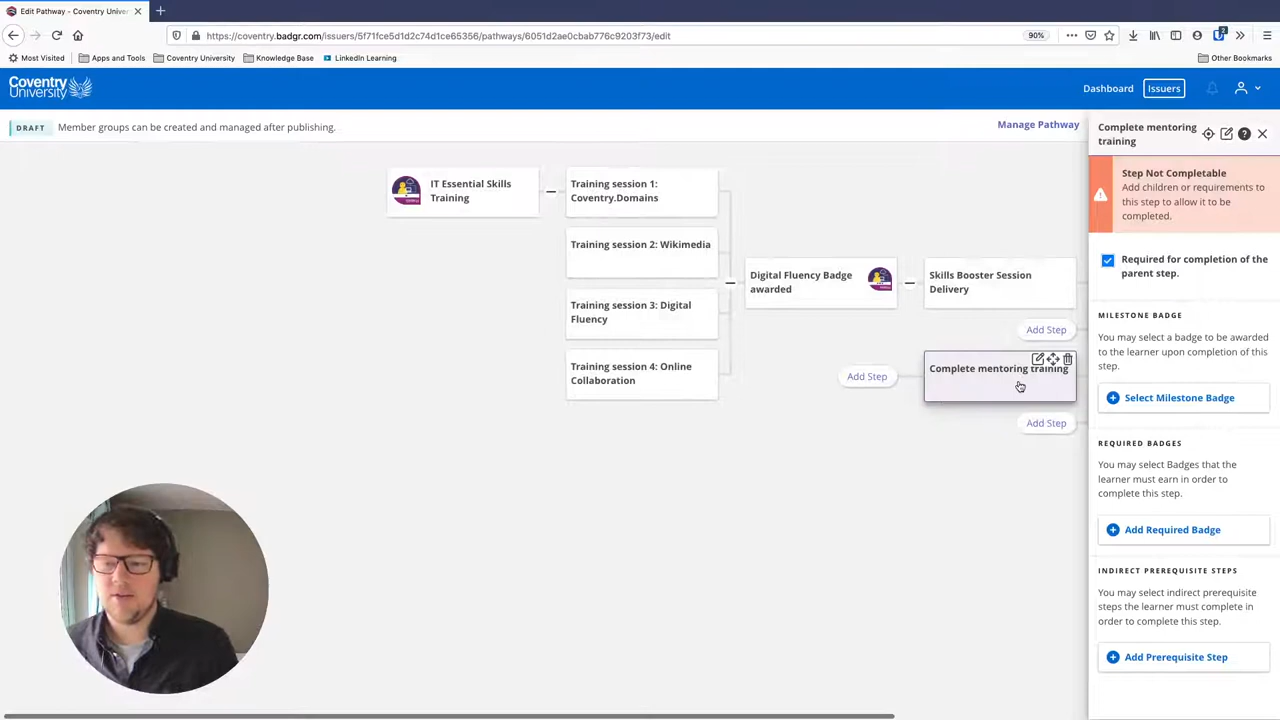 Edit Pathway - Coventry Univer
https://coventry.badgr.com/issuers/5f71fce5d1d2c74d1ce65356/pathways/6051d2ae0cbab776c9203f73/edit
90%
Most Visited
Apps and Tools
Coventry University
Knowledge Base
LinkedIn Learning
Other Bookmarks
Coventry
University
Dashboard
Issuers
DRAFT
Member groups can be created and managed after publishing.
Manage Pathway
IT Essential Skills
Training
Training session 1:
Coventry.Domains
Training session 2: Wikimedia
Training session 3: Digital
Fluency
Training session 4: Online
Collaboration
Digital Fluency Badge
awarded
Skills Booster Session
Delivery
Add Step
Add Step
Complete mentoring training
Add Step
Complete mentoring
training
Step Not Completable
Add children or requirements to
this step to allow it to be
completed.
Required for completion of the
parent step.
MILESTONE BADGE
You may select a badge to be awarded
to the learner upon completion of this
step.
Select Milestone Badge
REQUIRED BADGES
You may select Badges that the
learner must earn in order to
complete this step.
Add Required Badge
INDIRECT PREREQUISITE STEPS
You may select indirect prerequisite
steps the learner must complete in
order to complete this step.
Add Prerequisite Step